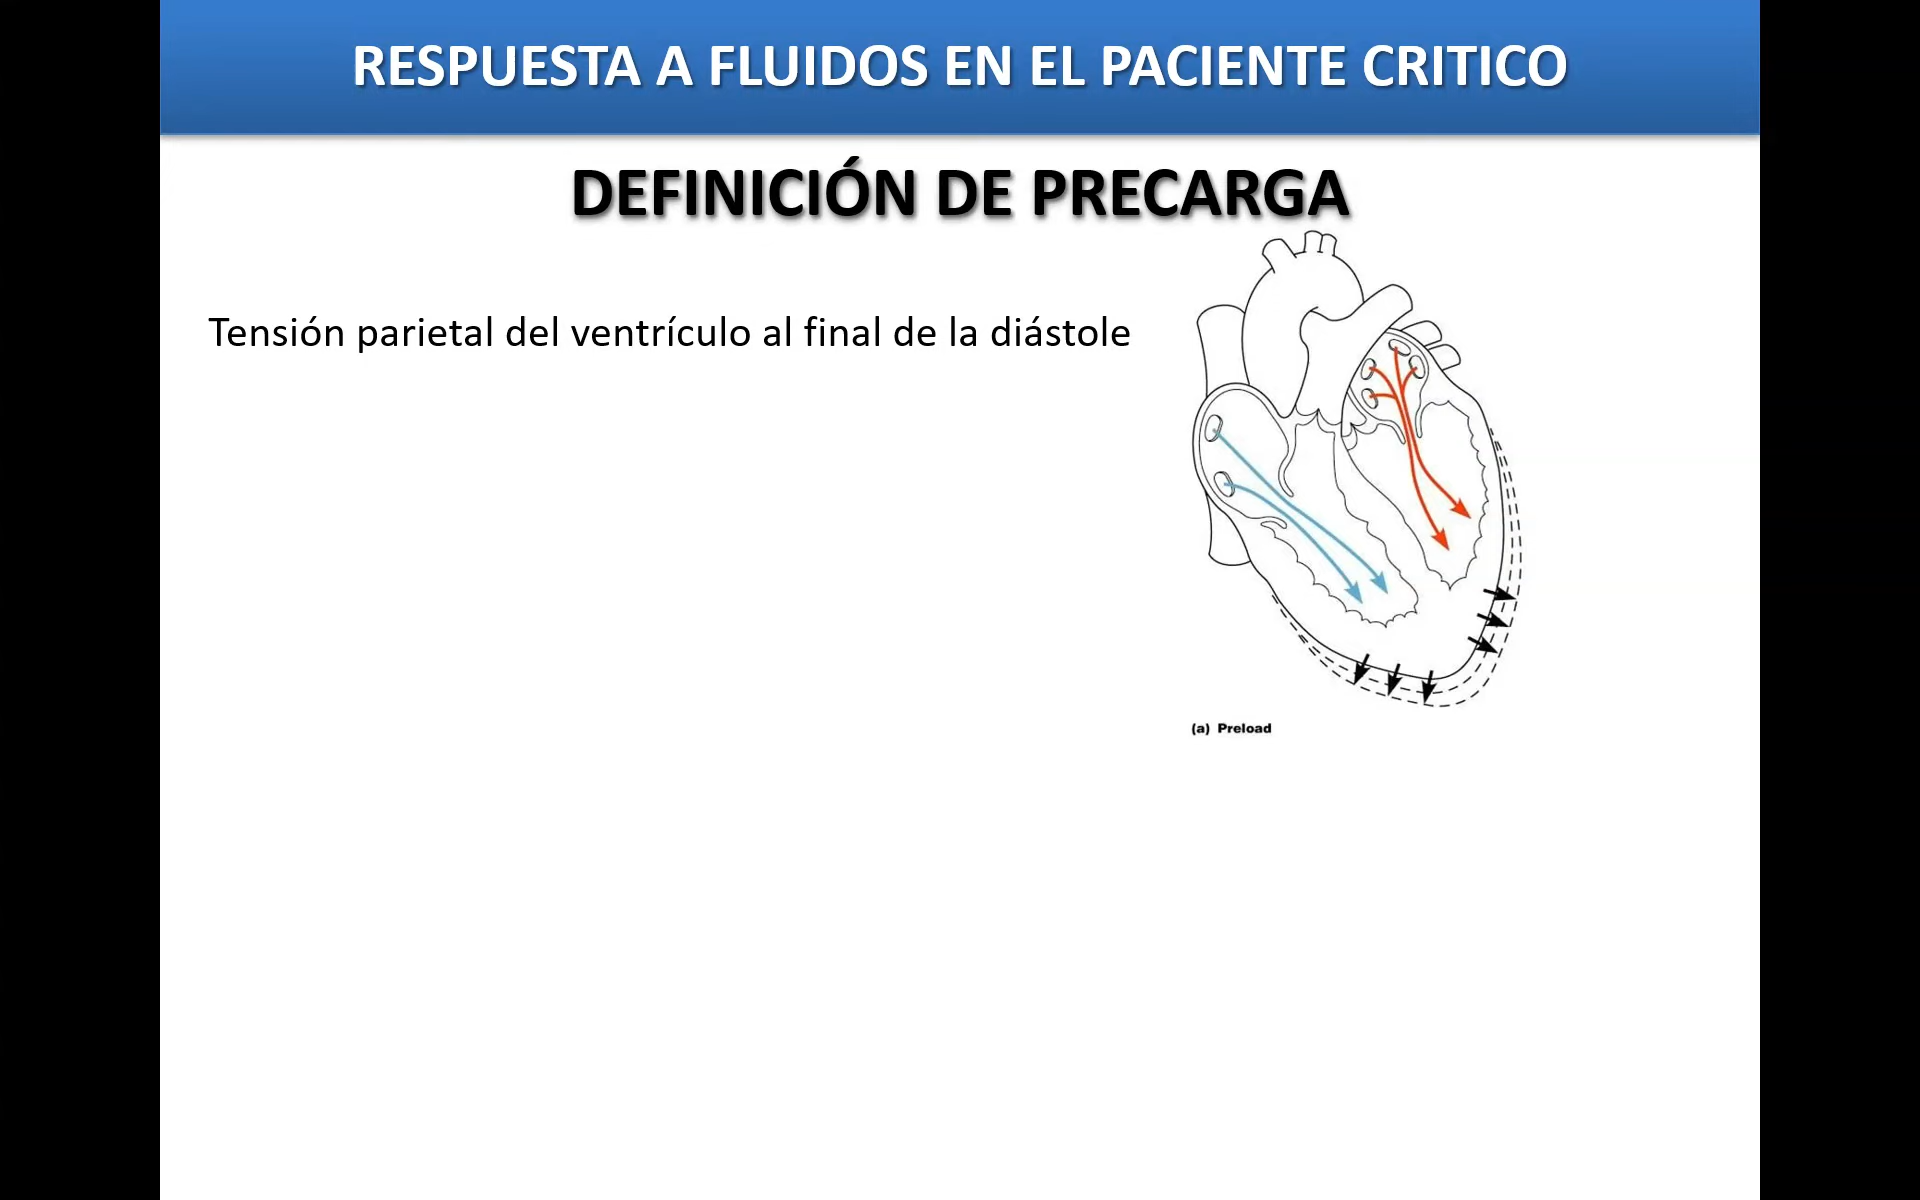 RESPUESTA A FLUIDOS EN EL PACIENTE CRITICO
DEFINICIÓN DE PRECARGA
Tensión parietal del ventrículo al final de la diástole
(a) Preload